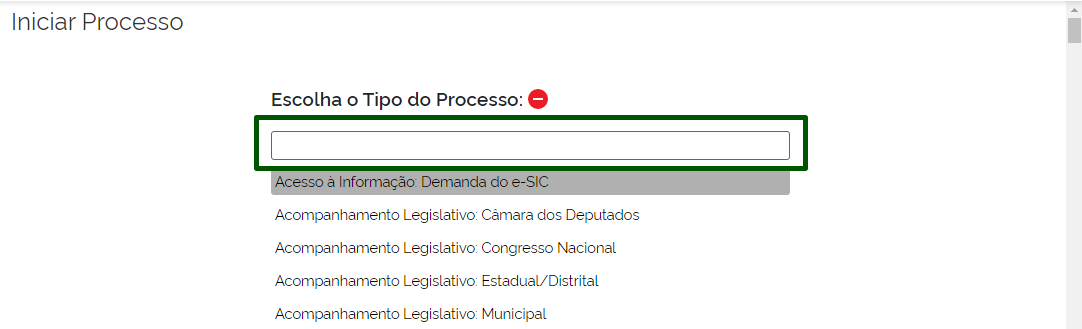 Iniciar Processo
Escolha o Tipo do Processo:
Acesso à Informação: Demanda do e-SIC
Acompanhamento Legislativo: Câmara dos Deputados
Acompanhamento Legislativo: Congresso Nacional
Acompanhamento Legislativo: Estadual/Distrital
Acompanhamento Legislativo: Municipal